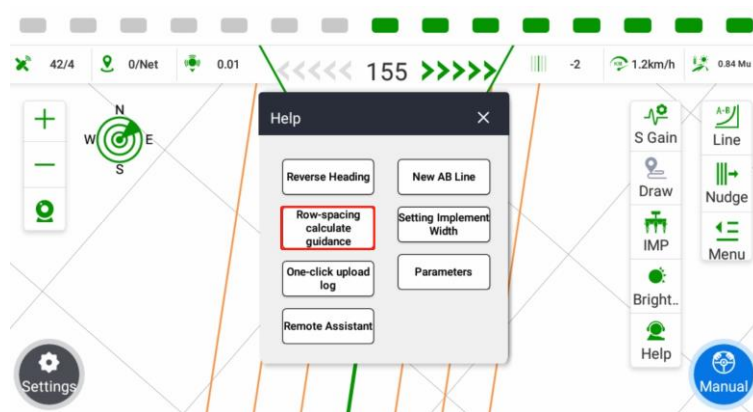 42/4
0/Net
0.01
<<<<< 155 >>>>>
-2
1.2km/h
0.84 Mu
N
W
E
S
Help
Reverse Heading
New AB Line
Row-spacing
calculate
guidance
Setting Implement
Width
One-click upload
log
Parameters
Remote Assistant
S Gain
Draw
IMP
Bright..
Help
A-B
Line
Nudge
Menu
Settings
Manual